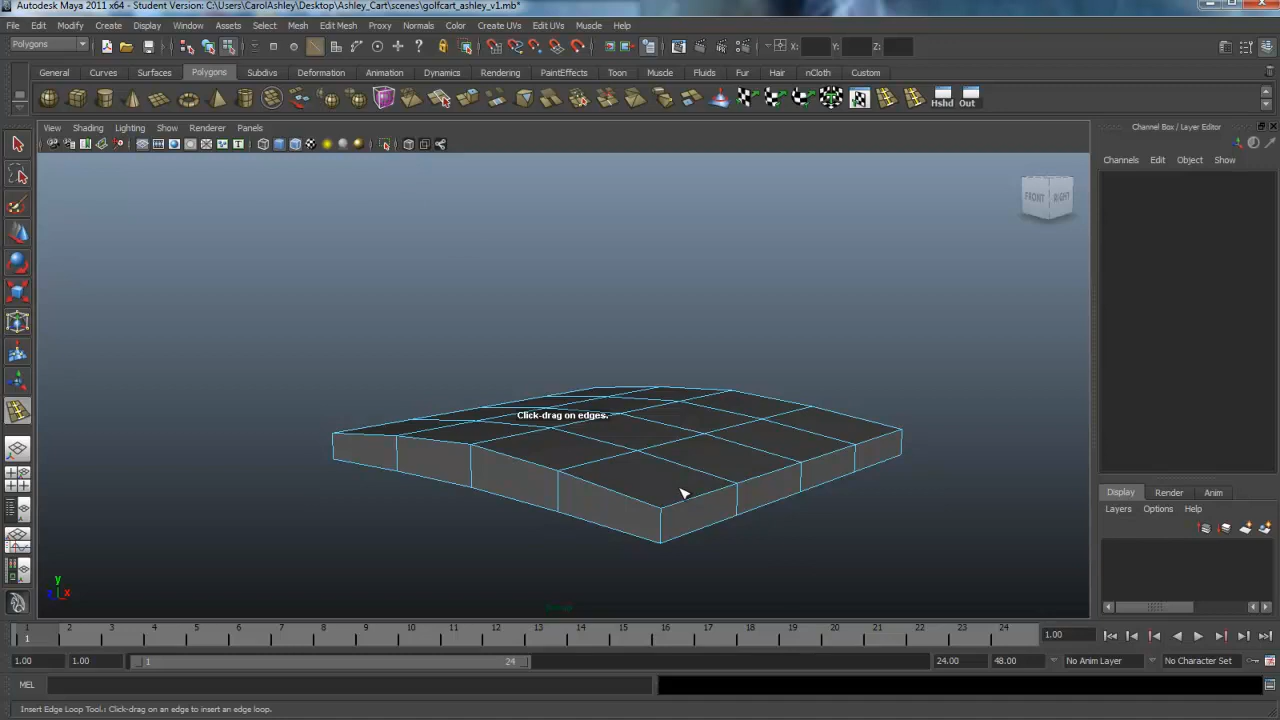 Autodesk Maya 2011 x64 - Student Version: C:\Users\CarolAshley\Desktop\Ashley_Cart\scenes\golfcart_ashley_v1.mb*
File Edit Modify Create Display Window Assets Select Mesh Edit Mesh Proxy Normals Color Create UVs Edit UVs Muscle Help
Polygons X: Y: Z:
General Curves Surfaces Polygons Subdivs Deformation Animation Dynamics Rendering PaintEffects Toon Muscle Fluids Fur Hair nCloth Custom
Hshd Out
View Shading Lighting Show Renderer Panels
Channel Box / Layer Editor
Channels Edit Object Show
FRONT RIGHT
Click-drag on edges.
Display Render Anim
Layers Options Help
y
x
1 2 3 4 5 6 7 8 9 10 11 12 13 14 15 16 17 18 19 20 21 22 23 24
1 1.00
1.00 1.00 1 24 24.00 48.00 No Anim Layer No Character Set
MEL
Insert Edge Loop Tool.: Click-drag on an edge to insert an edge loop.